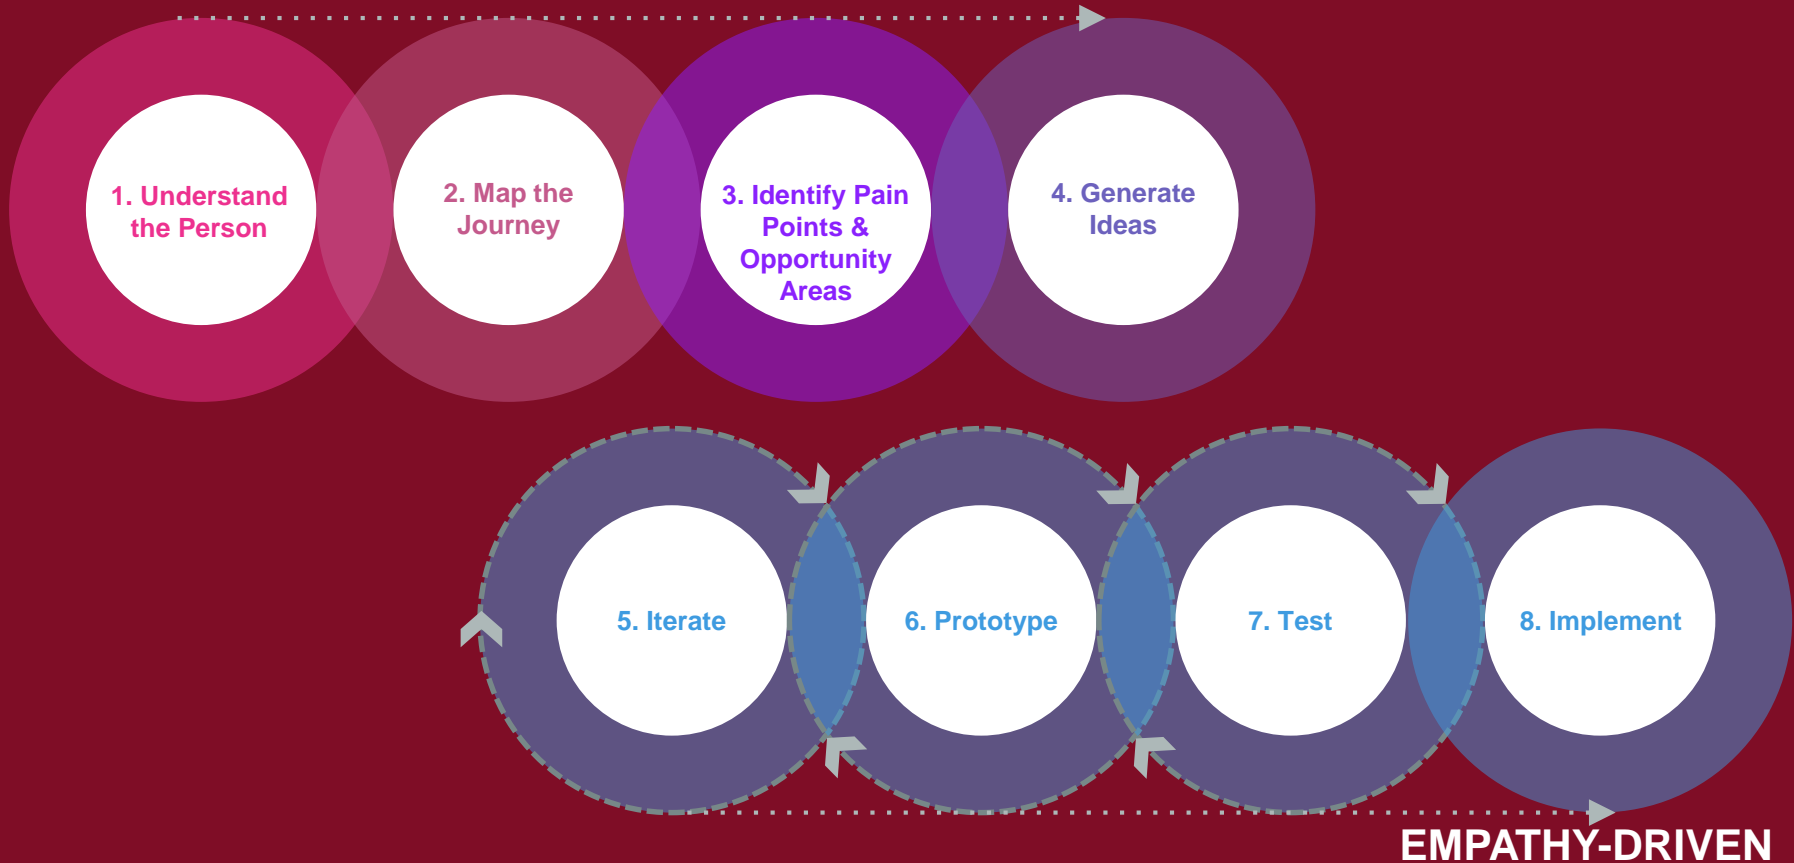 1. Understand
the Person
2. Map the
Journey
3. Identify Pain
Points &
Opportunity
Areas
4. Generate
Ideas
5. Iterate
6. Prototype
7. Test
8. Implement
EMPATHY-DRIVEN